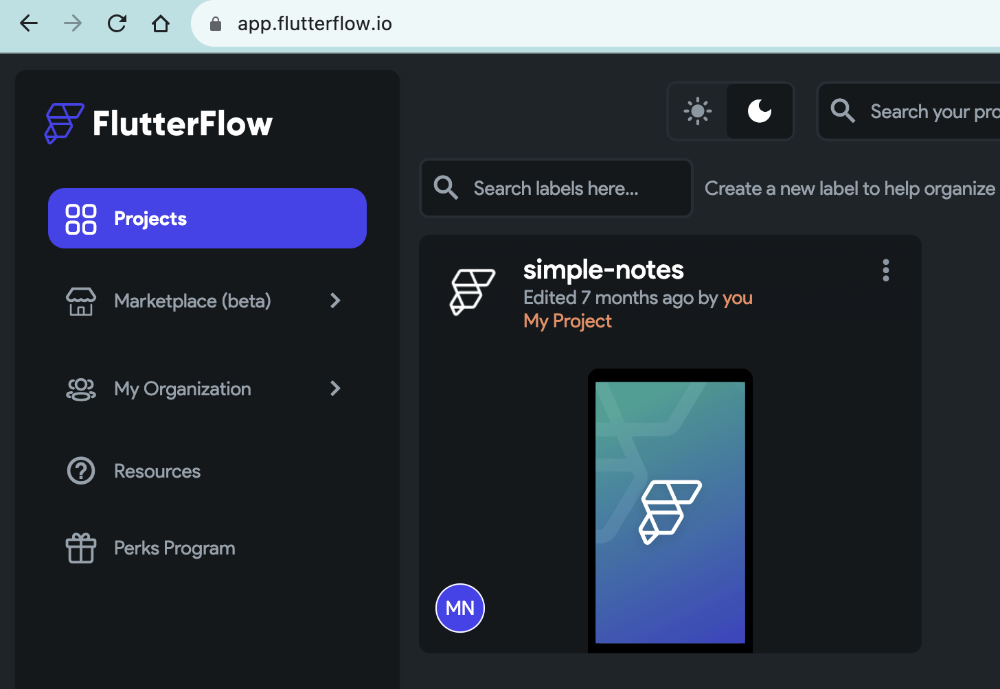 app.flutterflow.io
FlutterFlow
Search your pro
Search labels here...
Create a new label to help organize
Projects
Marketplace (beta)
My Organization
Resources
Perks Program
simple-notes
Edited 7 months ago by you
My Project
MN